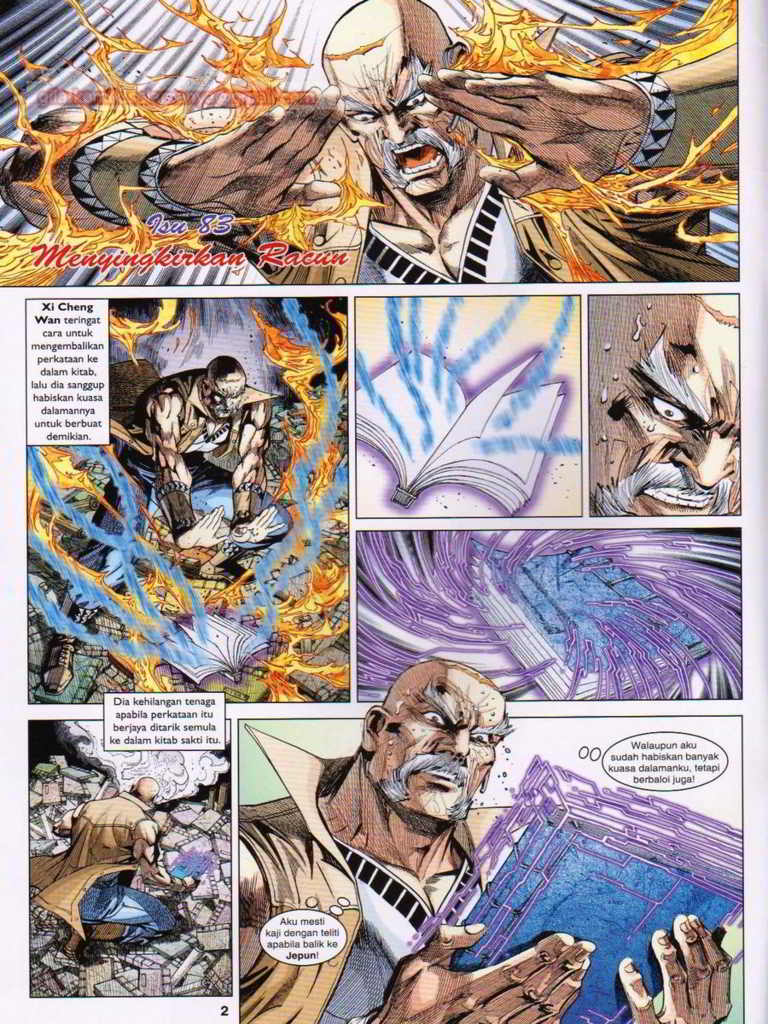 Isu 83
Menyingkirkan Racun
Xi Cheng
Wan teringat
cara untuk
mengembalikan
perkataan ke
dalam kitab,
lalu dia sanggup
habiskan kuasa
dalamannya
untuk berbuat
demikian.
Dia kehilangan tenaga
apabila perkataan itu
berjaya ditarik semula
ke dalam kitab sakti itu.
Walaupun aku
sudah habiskan banyak
kuasa dalamanku, tetapi
berbaloi juga!
Aku mesti
kaji dengan teliti
apabila balik ke
Jepun!
2